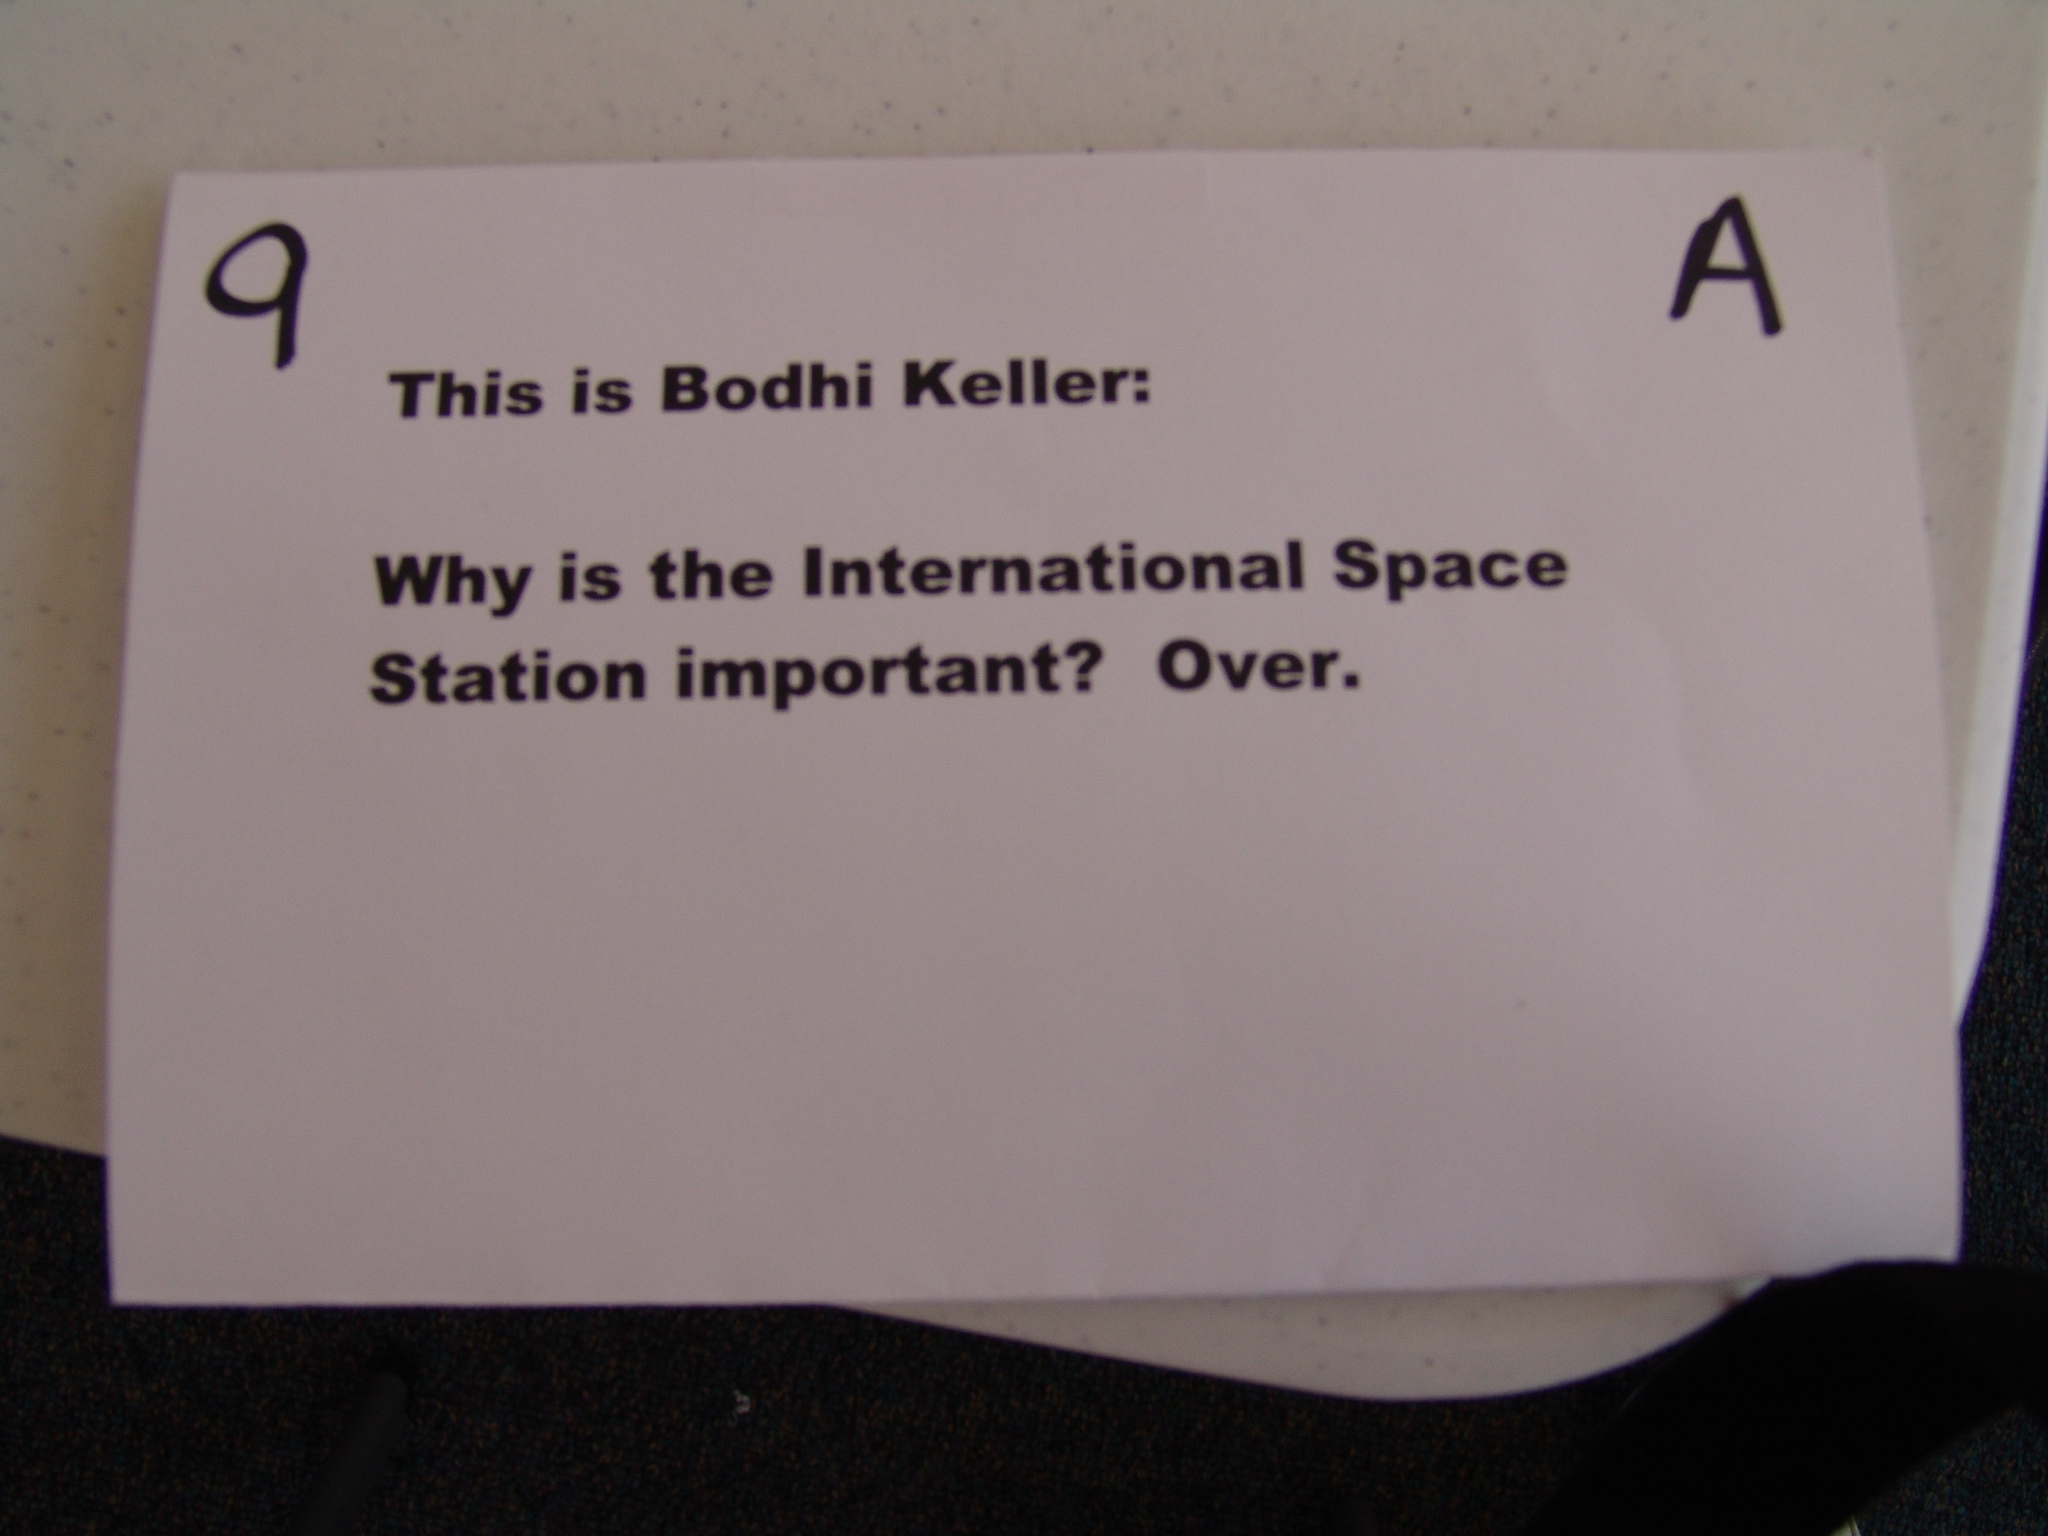 9
A
This is Bodhi Keller:
Why is the International Space
Station important?  Over.